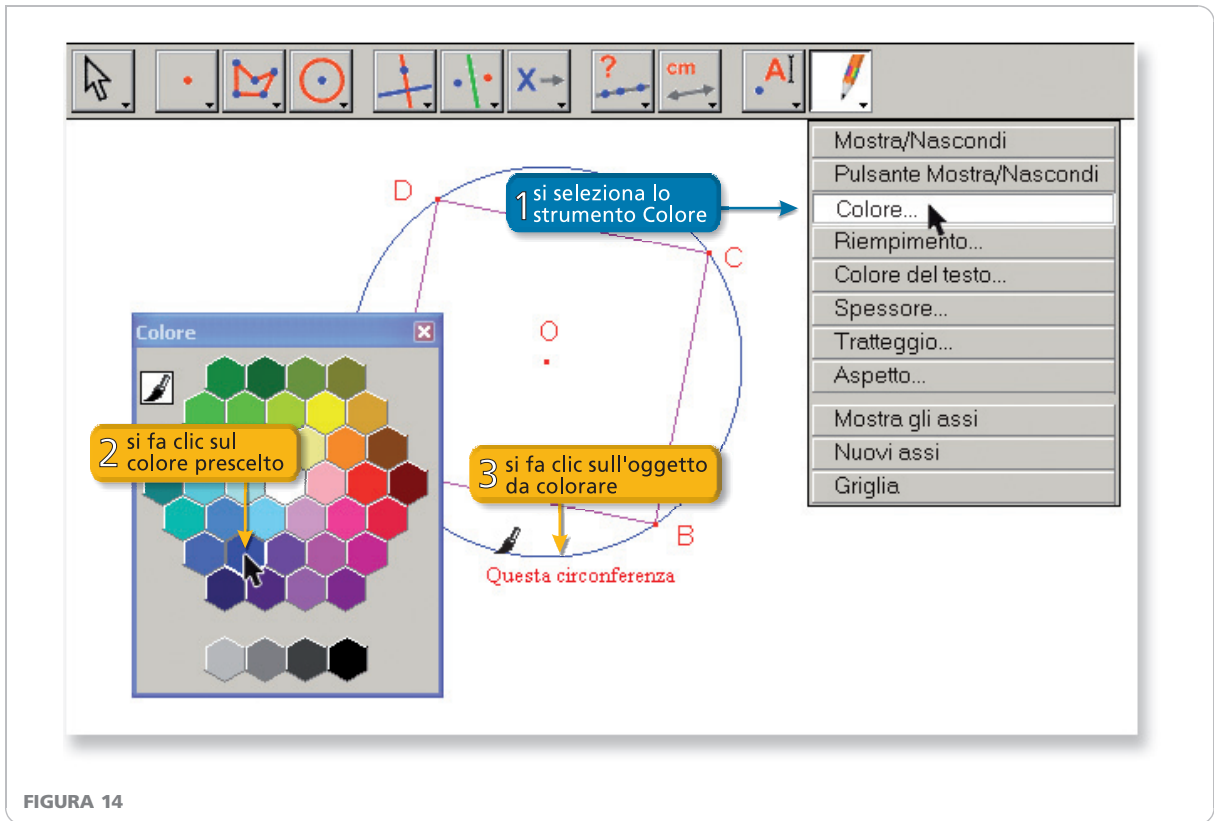 ?
cm
A
X
Mostra/Nascondi
Pulsante Mostra/Nascondi
Colore...
Riempimento...
Colore del testo...
Spessore...
Tratteggio...
Aspetto...
Mostra gli assi
Nuovi assi
Griglia
1 si seleziona lo
strumento Colore
D
C
O
B
Colore
2 si fa clic sul
colore prescelto
3 si fa clic sull'oggetto
da colorare
Questa circonferenza
FIGURA 14